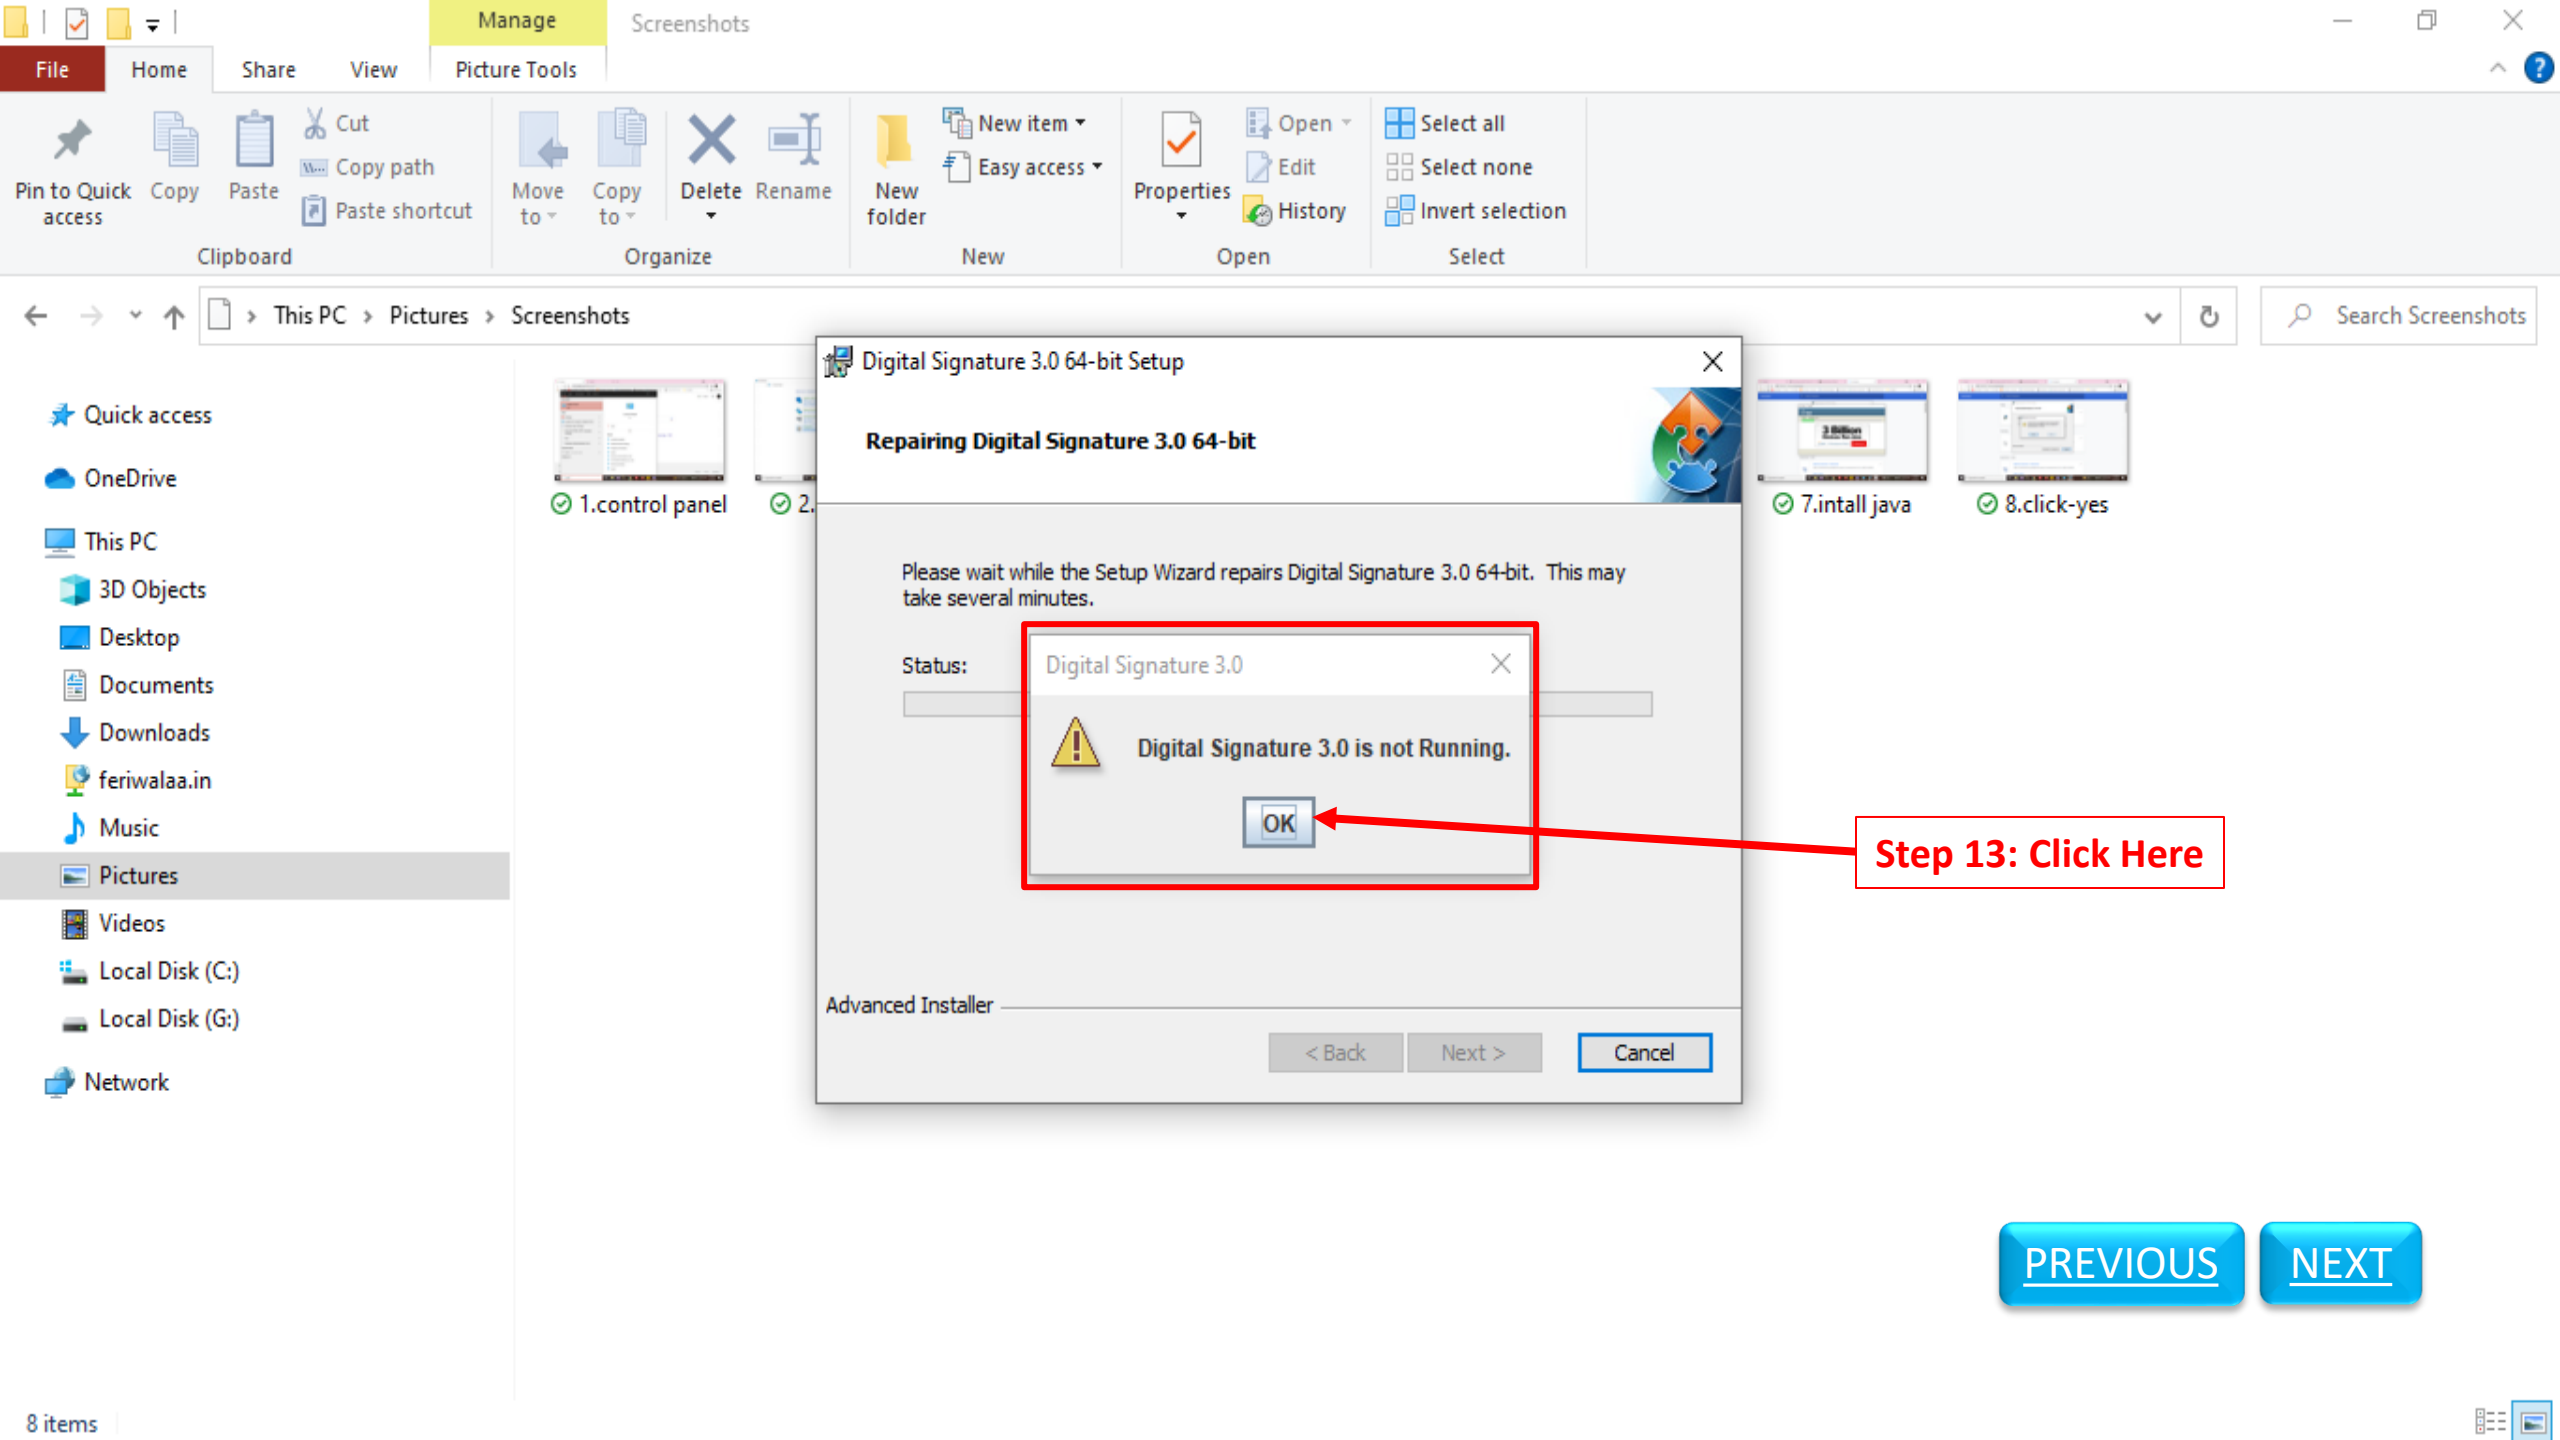 Manage
Screenshots
File
Home
Share
View
Picture Tools
Pin to Quick access
Copy
Paste
Cut
Copy path
Paste shortcut
Clipboard
Move to
Copy to
Delete
Rename
Organize
New folder
New item
Easy access
New
Properties
Open
Edit
History
Open
Select all
Select none
Invert selection
Select
This PC > Pictures > Screenshots
Search Screenshots
Quick access
OneDrive
This PC
3D Objects
Desktop
Documents
Downloads
feriwalaa.in
Music
Pictures
Videos
Local Disk (C:)
Local Disk (G:)
Network
1.control panel
2.
7.intall java
8.click-yes
3 Billion
Digital Signature 3.0 64-bit Setup
Repairing Digital Signature 3.0 64-bit
Please wait while the Setup Wizard repairs Digital Signature 3.0 64-bit. This may
take several minutes.
Status:
Digital Signature 3.0
Digital Signature 3.0 is not Running.
OK
Step 13: Click Here
Advanced Installer
< Back
Next >
Cancel
PREVIOUS
NEXT
8 items